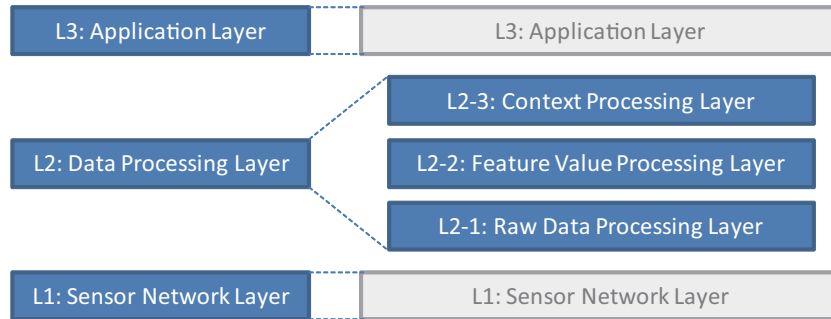 L3: Application Layer
L3: Application Layer
L2-3: Context Processing Layer
L2: Data Processing Layer
L2-2: Feature Value Processing Layer
L2-1: Raw Data Processing Layer
L1: Sensor Network Layer
L1: Sensor Network Layer